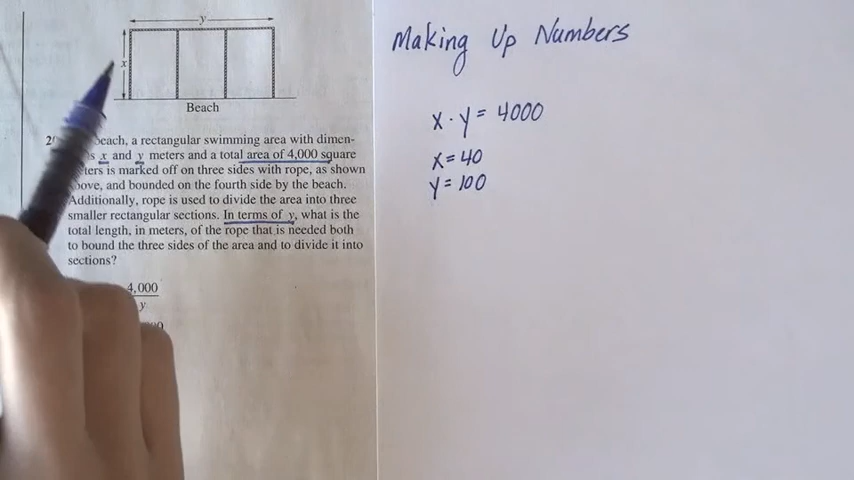 y
x
Beach
Making Up Numbers
x · y = 4000
x = 40
y = 100
beach, a rectangular swimming area with dimen-
x and y meters and a total area of 4,000 square
ters is marked off on three sides with rope, as shown
ove, and bounded on the fourth side by the beach.
Additionally, rope is used to divide the area into three
smaller rectangular sections. In terms of y, what is the
total length, in meters, of the rope that is needed both
to bound the three sides of the area and to divide it into
sections?
4,000
y